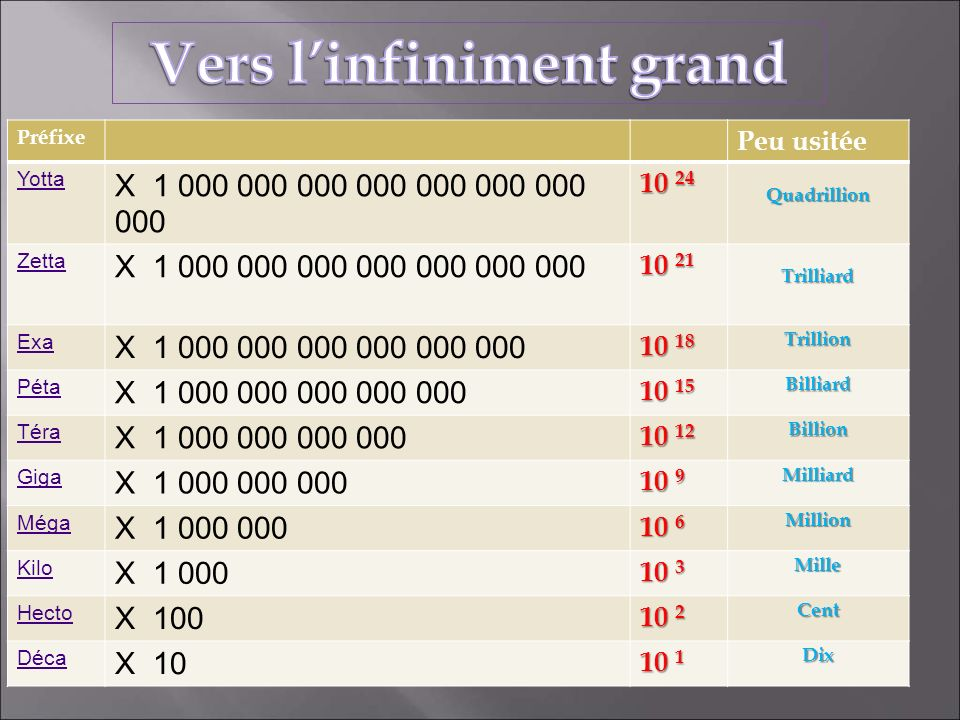 Vers l’infiniment grand
Préfixe Peu usitée
Yotta X 1 000 000 000 000 000 000 000 10 24 Quadrillion
000
Zetta X 1 000 000 000 000 000 000 000 10 21 Trilliard
Exa X 1 000 000 000 000 000 000 10 18 Trillion
Péta X 1 000 000 000 000 000 10 15 Billiard
Téra X 1 000 000 000 000 10 12 Billion
Giga X 1 000 000 000 10 9 Milliard
Méga X 1 000 000 10 6 Million
Kilo X 1 000 10 3 Mille
Hecto X 100 10 2 Cent
Déca X 10 10 1 Dix